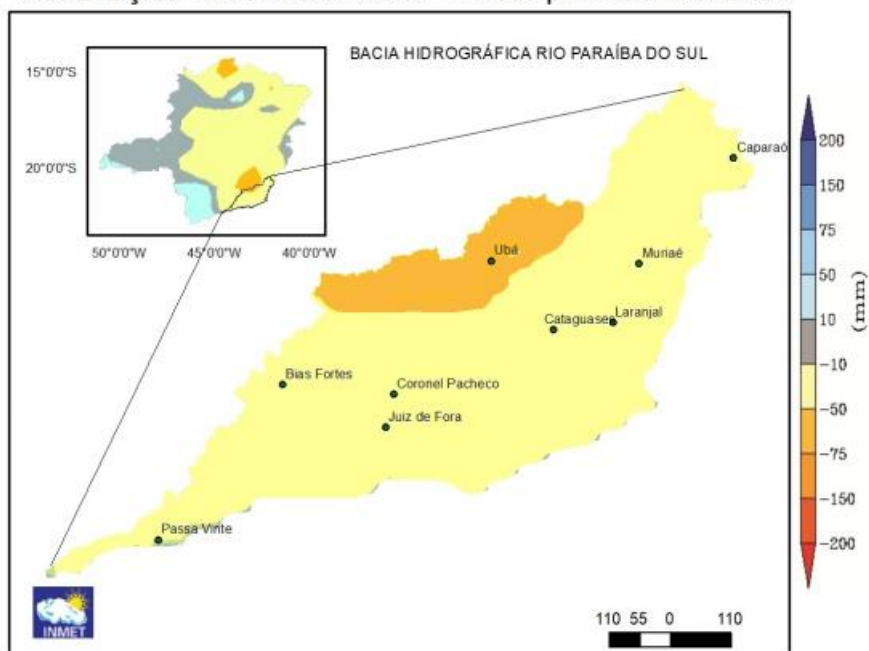 BACIA HIDROGRÁFICA RIO PARAÍBA DO SUL
15°0'0"S
20°0'0"S
50°0'0"W
45°0'0"W
40°0'0"W
Caparaó
Ubá
Muriaé
Laranjal
Cataguases
Bias Fortes
Coronel Pacheco
Juiz de Fora
Passa Vinte
INMET
110 55 0 110
200
150
75
50
10
-10
-50
-75
-150
-200
(mm)